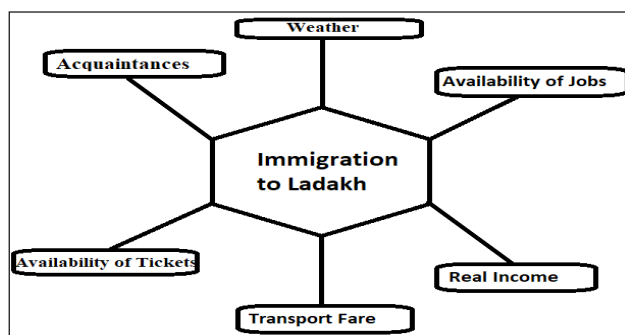 Weather
Acquaintances
Availability of Jobs
Immigration
to Ladakh
Availability of Tickets
Real Income
Transport Fare